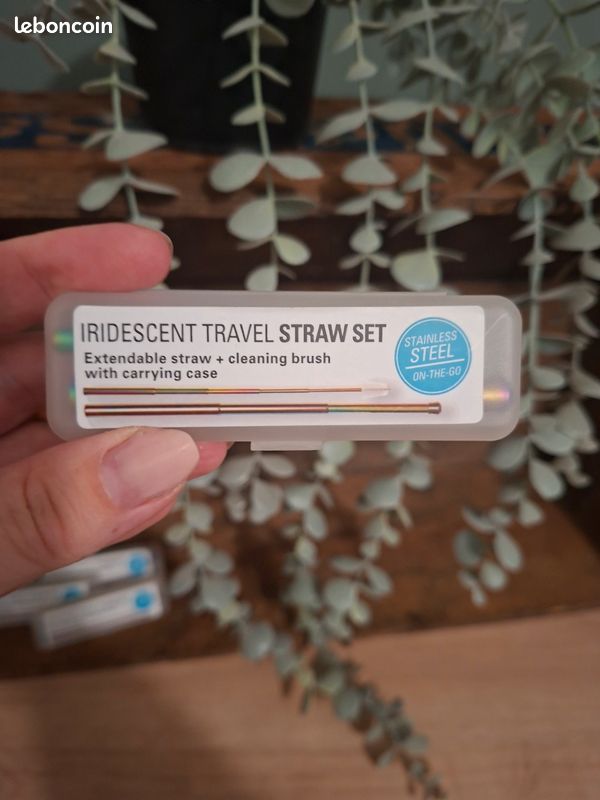 leboncoin
IRIDESCENT TRAVEL STRAW SET
Extendable straw + cleaning brush
with carrying case
STAINLESS
STEEL
ON-THE-GO